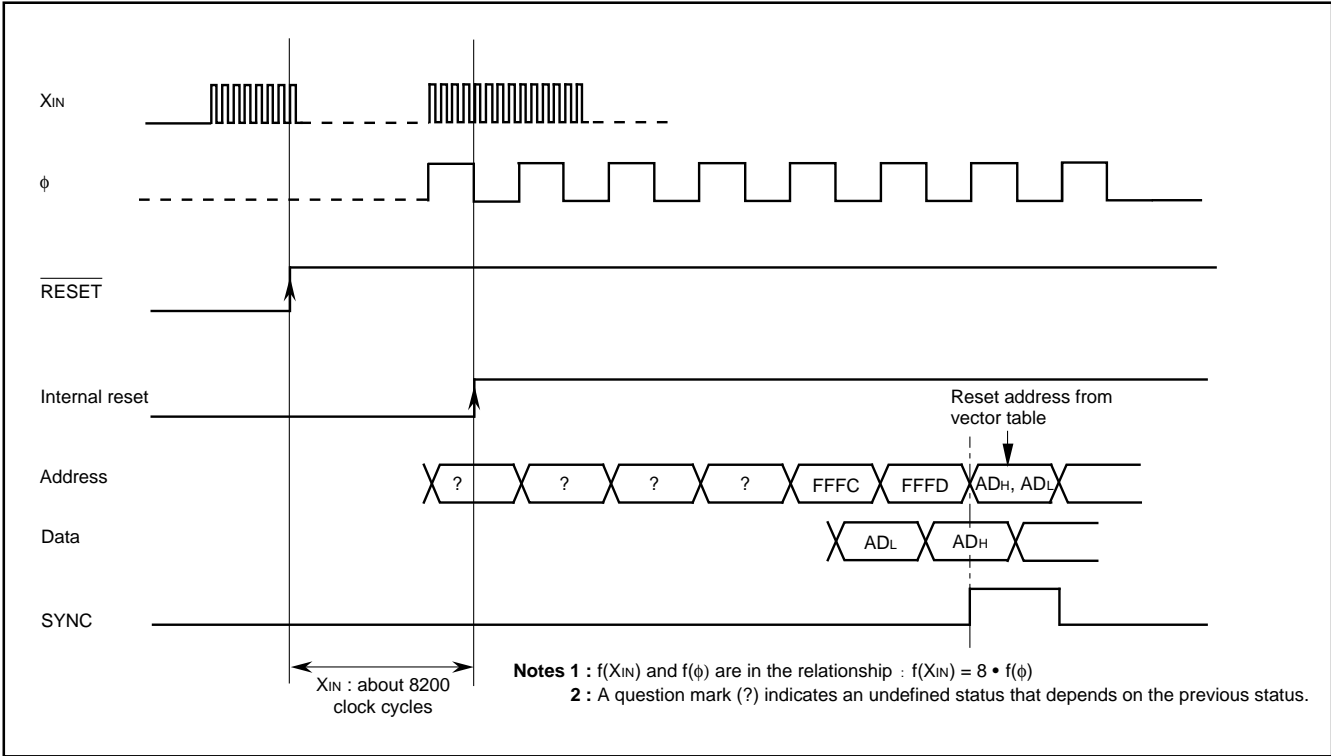 XIN
ϕ
RESET
Internal reset
Reset address from
vector table
Address
? ? ? ? FFFC FFFD ADH, ADL
Data
ADL ADH
SYNC
XIN : about 8200
clock cycles
Notes 1 : f(XIN) and f(ϕ) are in the relationship : f(XIN) = 8 • f(ϕ)
2 : A question mark (?) indicates an undefined status that depends on the previous status.